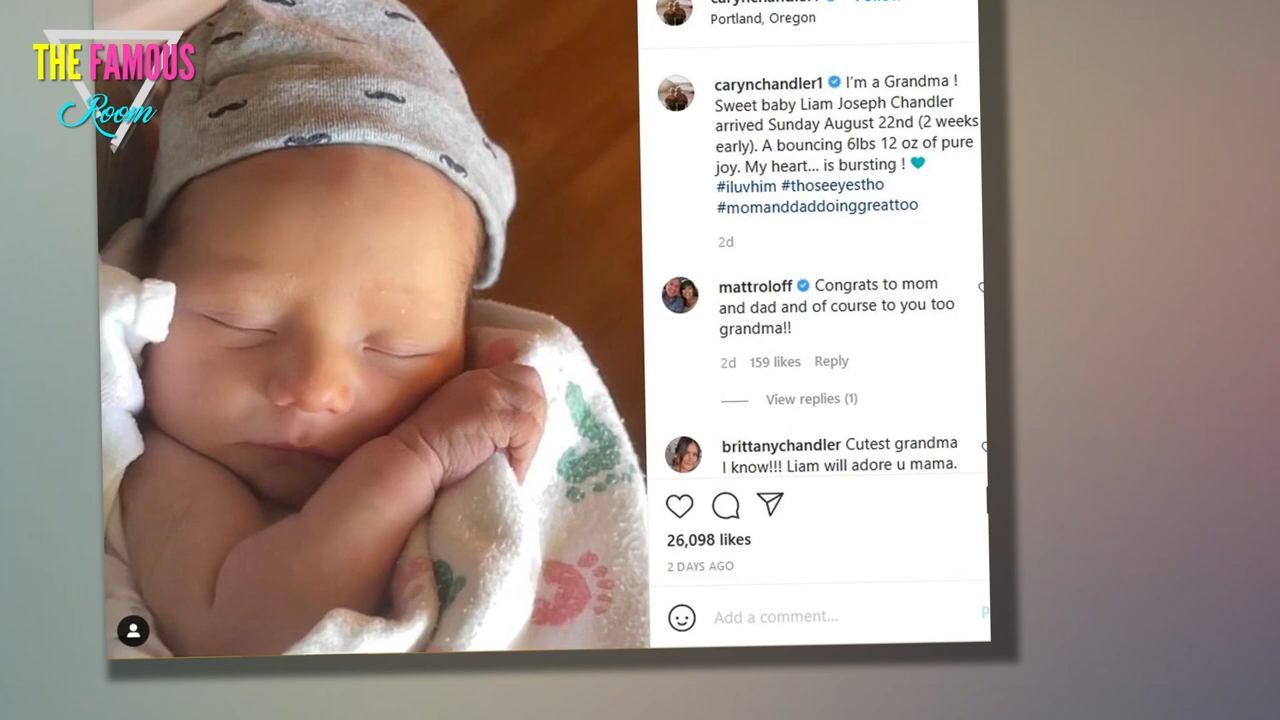 THE FAMOUS
Room
Portland, Oregon
carynchandler1 I'm a Grandma !
Sweet baby Liam Joseph Chandler
arrived Sunday August 22nd (2 weeks
early). A bouncing 6lbs 12 oz of pure
joy. My heart... is bursting ! 
#iluvhim #thoseeyestho
#momanddaddoinggreattoo
2d
mattroloff Congrats to mom
and dad and of course to you too
grandma!!
2d 159 likes Reply
View replies (1)
brittanychandler Cutest grandma
I know!!! Liam will adore u mama.
26,098 likes
2 DAYS AGO
Add a comment...